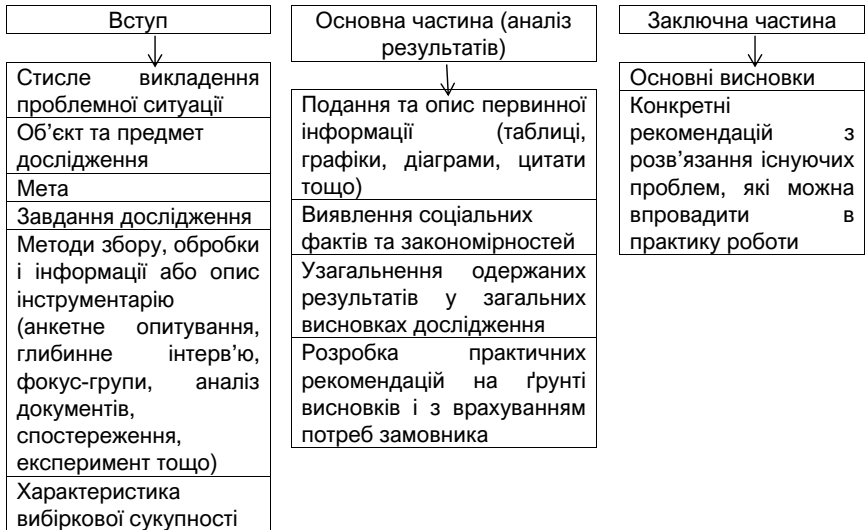 Вступ
Стисле викладення
проблемної ситуації
Об’єкт та предмет
дослідження
Мета
Завдання дослідження
Методи збору, обробки
і інформації або опис
інструментарію
(анкетне опитування,
глибинне інтерв’ю,
фокус-групи, аналіз
документів,
спостереження,
експеримент тощо)
Характеристика
вибіркової сукупності
Основна частина (аналіз
результатів)
Подання та опис первинної
інформації (таблиці,
графіки, діаграми, цитати
тощо)
Виявлення соціальних
фактів та закономірностей
Узагальнення одержаних
результатів у загальних
висновках дослідження
Розробка практичних
рекомендацій на ґрунті
висновків і з врахуванням
потреб замовника
Заключна частина
Основні висновки
Конкретні
рекомендацій з
розв’язання існуючих
проблем, які можна
впровадити в
практику роботи